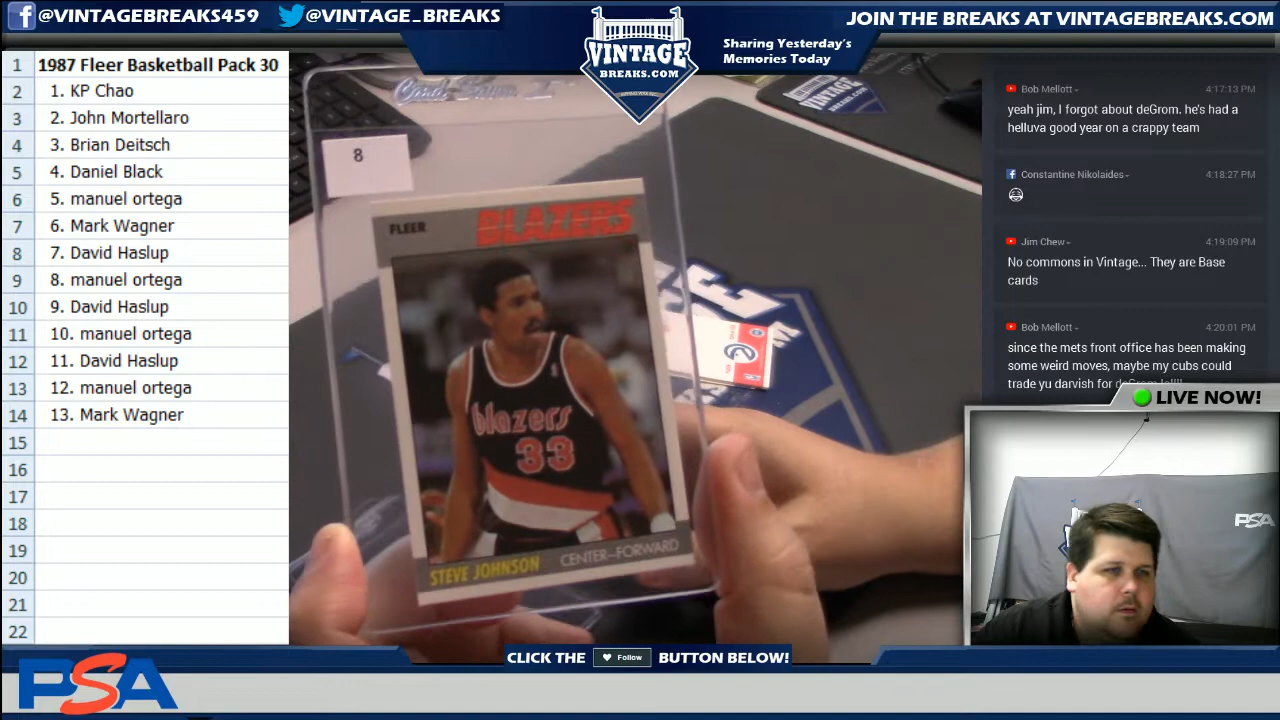 @VINTAGEBREAKS459
@VINTAGE_BREAKS
VINTAGE
BREAKS.COM
Sharing Yesterday's
Memories Today
JOIN THE BREAKS AT VINTAGEBREAKS.COM
1 1987 Fleer Basketball Pack 30
2 1. KP Chao
3 2. John Mortellaro
4 3. Brian Deitsch
5 4. Daniel Black
6 5. manuel ortega
7 6. Mark Wagner
8 7. David Haslup
9 8. manuel ortega
10 9. David Haslup
11 10. manuel ortega
12 11. David Haslup
13 12. manuel ortega
14 13. Mark Wagner
15
16
17
18
19
20
21
22
8
FLEER
BLAZERS
blazers
33
STEVE JOHNSON
CENTER-FORWARD
VINTAGE
Bob Mellott 4:17:13 PM
yeah jim, I forgot about deGrom. he's had a
helluva good year on a crappy team
Constantine Nikolaides 4:18:27 PM
Jim Chew 4:19:09 PM
No commons in Vintage... They are Base
cards
Bob Mellott 4:20:01 PM
since the mets front office has been making
some weird moves, maybe my cubs could
trade yu darvish for deGrom lol!!!
LIVE NOW!
PSA
CLICK THE Follow BUTTON BELOW!
PSA